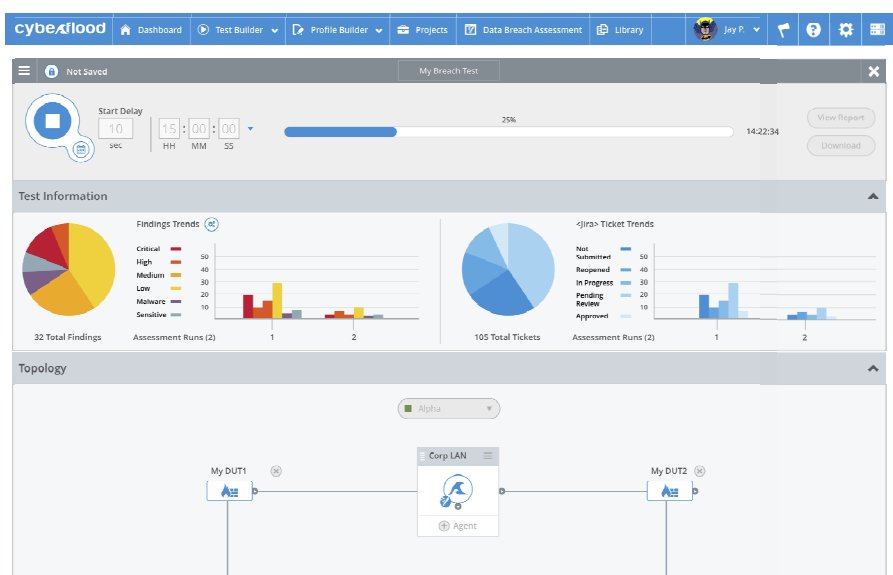 cyberflood Dashboard Test Builder Profile Builder Projects Data Breach Assessment Library Jay P.
Not Saved My Breach Test
Start Delay
10 15 : 00 : 00
sec HH MM SS
25%
14:22:34
View Report
Download
Test Information
Findings Trends
Critical
High
Medium
Low
Malware
Sensitive
50
40
30
20
10
32 Total Findings Assessment Runs (2) 1 2
<Jira> Ticket Trends
Not
Submitted
Reopened
In Progress
Pending
Review
Approved
50
40
30
20
10
105 Total Tickets Assessment Runs (2) 1 2
Topology
Alpha
My DUT1
Corp LAN
Agent
My DUT2